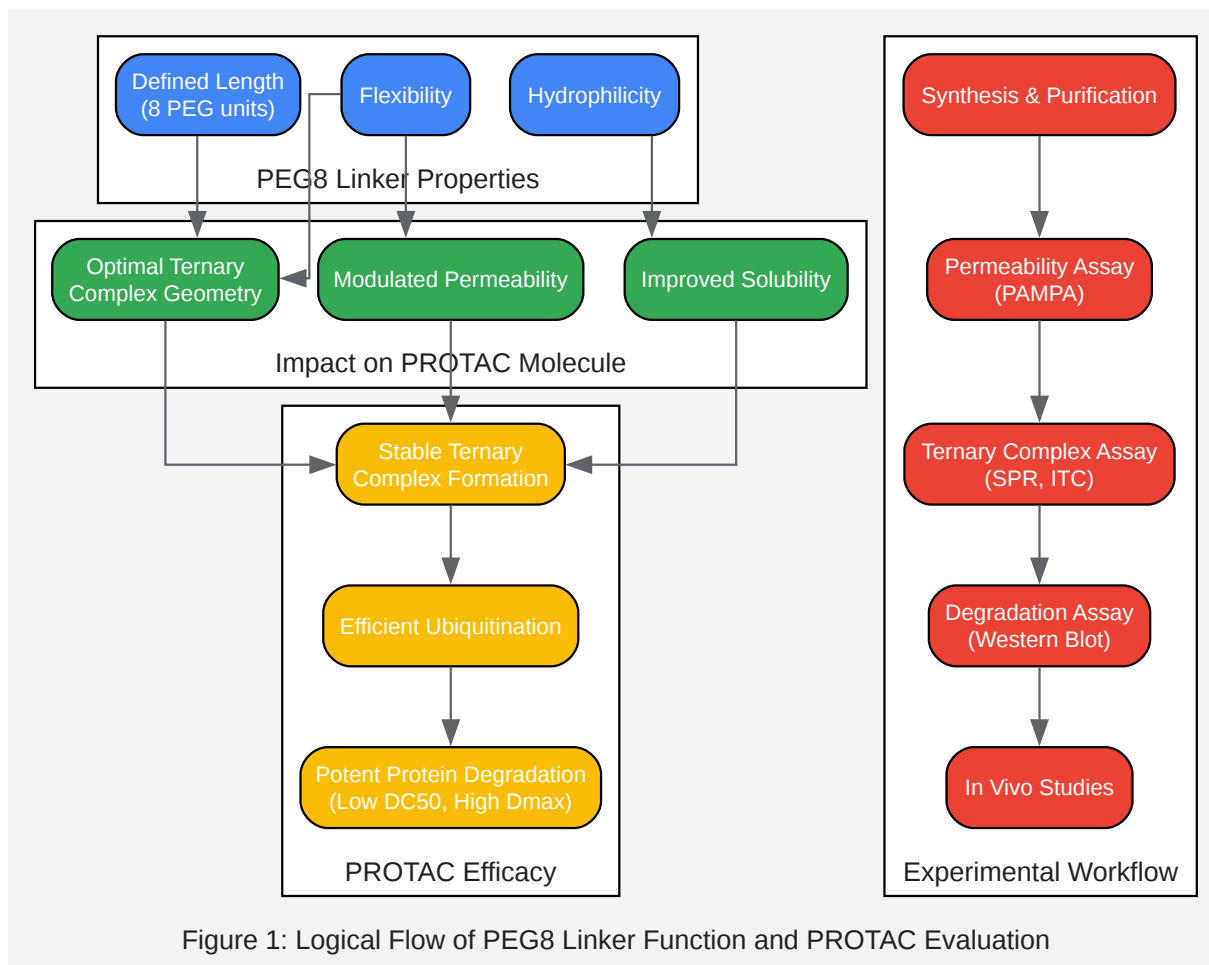 Defined Length
(8 PEG units)
Flexibility
Hydrophilicity
PEG8 Linker Properties
Optimal Ternary
Complex Geometry
Modulated Permeability
Improved Solubility
Impact on PROTAC Molecule
Stable Ternary
Complex Formation
Efficient Ubiquitination
Potent Protein Degradation
(Low DC50, High Dmax)
PROTAC Efficacy
Synthesis & Purification
Permeability Assay
(PAMPA)
Ternary Complex Assay
(SPR, ITC)
Degradation Assay
(Western Blot)
In Vivo Studies
Experimental Workflow
Figure 1: Logical Flow of PEG8 Linker Function and PROTAC Evaluation